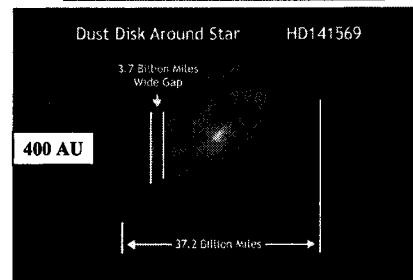 Dust Disk Around Star HD141569
3.7 Billion Miles
Wide Gap
400 AU
37.2 Billion Miles